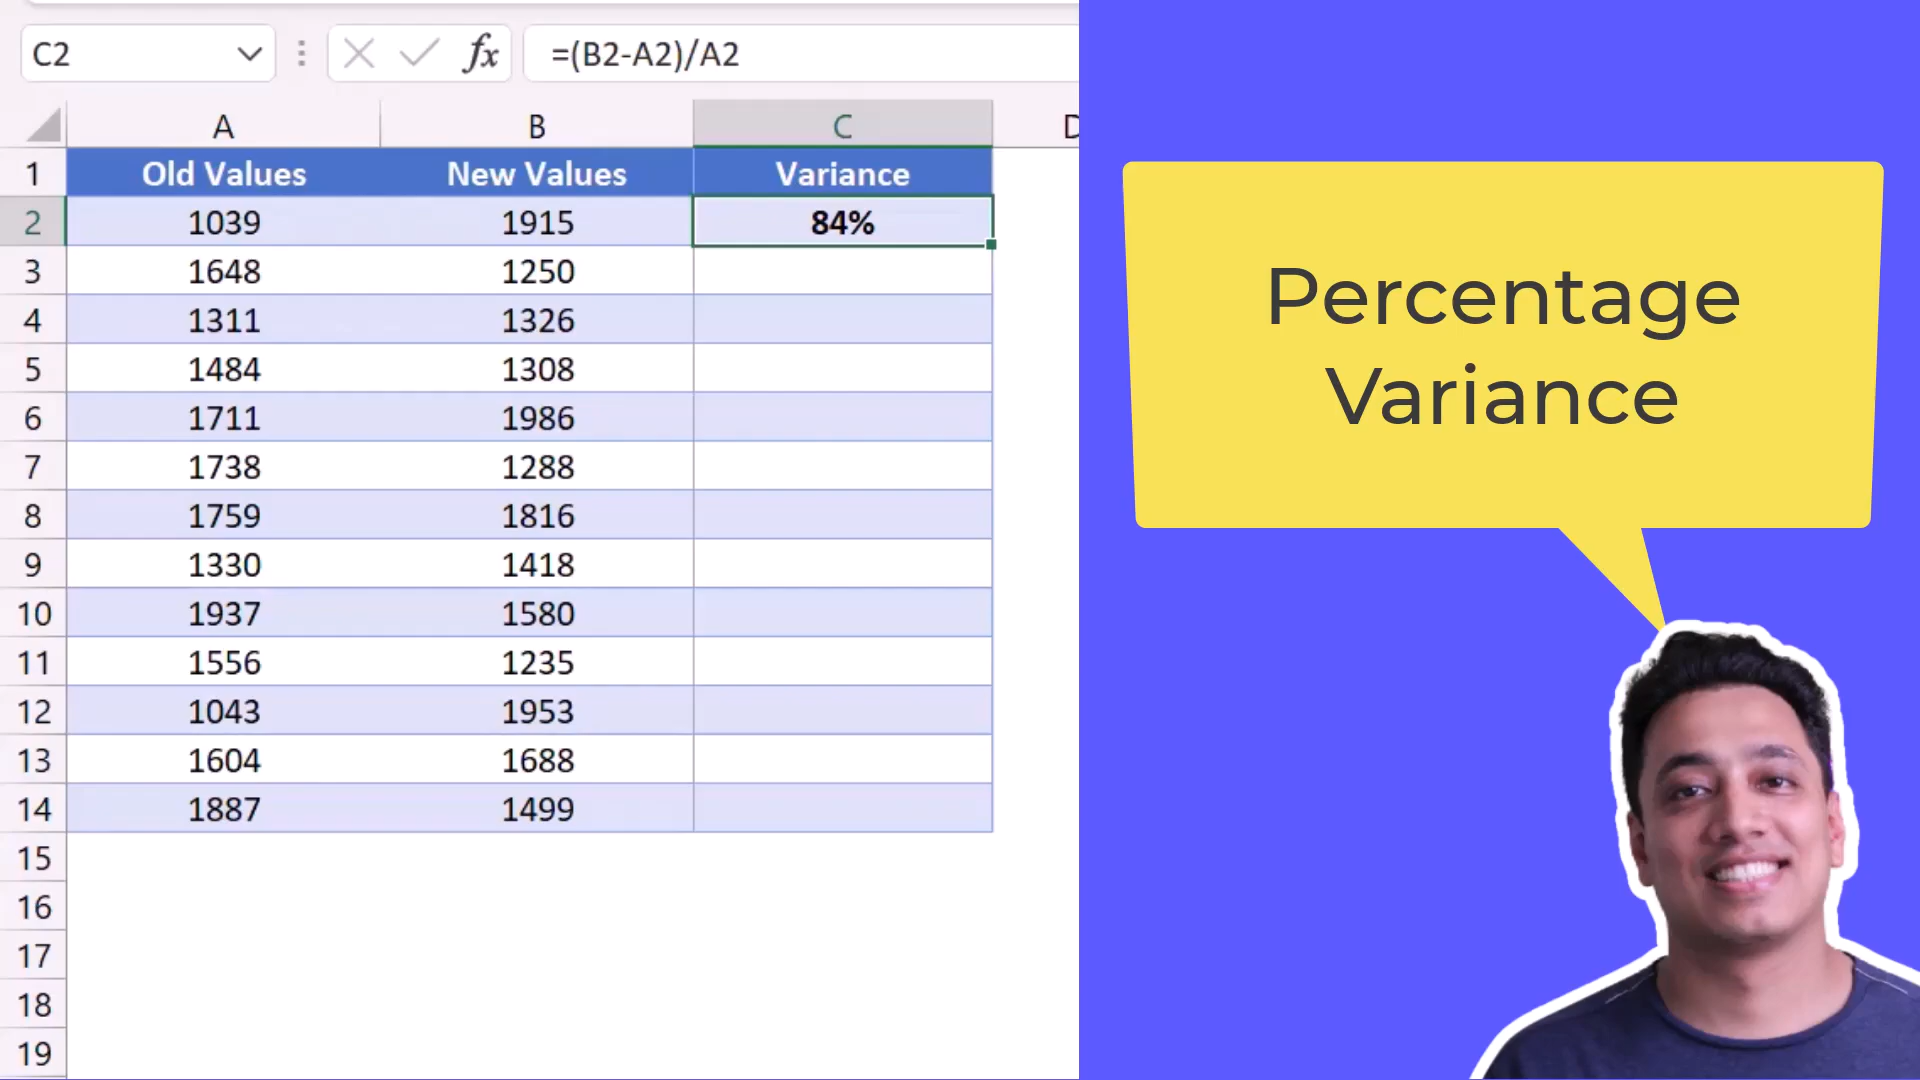 C2 fx =(B2-A2)/A2
A B C D
1 Old Values New Values Variance
2 1039 1915 84%
3 1648 1250
4 1311 1326
5 1484 1308
6 1711 1986
7 1738 1288
8 1759 1816
9 1330 1418
10 1937 1580
11 1556 1235
12 1043 1953
13 1604 1688
14 1887 1499
15
16
17
18
19
Percentage
Variance